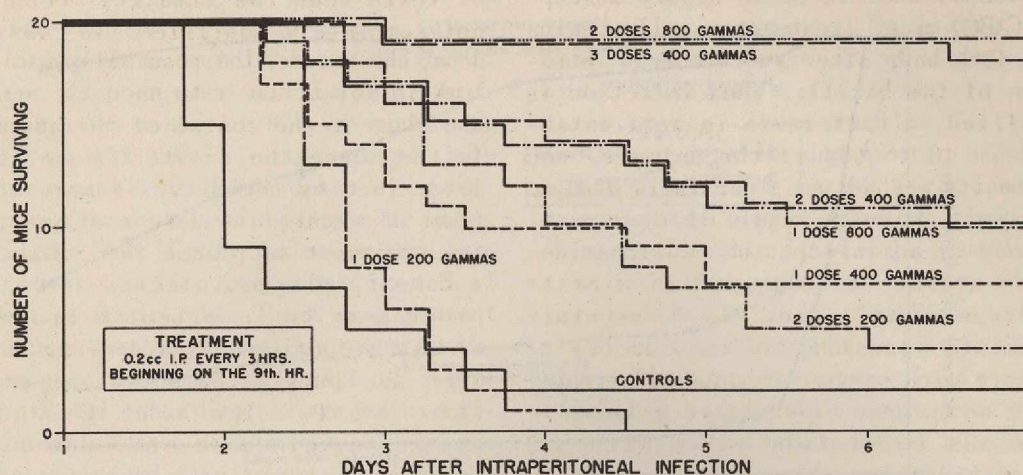 20
10
0
NUMBER OF MICE SURVIVING
2 DOSES 800 GAMMAS
3 DOSES 400 GAMMAS
2 DOSES 400 GAMMAS
1 DOSE 800 GAMMAS
1 DOSE 200 GAMMAS
1 DOSE 400 GAMMAS
2 DOSES 200 GAMMAS
TREATMENT
0.2cc I.P. EVERY 3HRS.
BEGINNING ON THE 9th. HR.
CONTROLS
1
2
3
4
5
6
DAYS AFTER INTRAPERITONEAL INFECTION